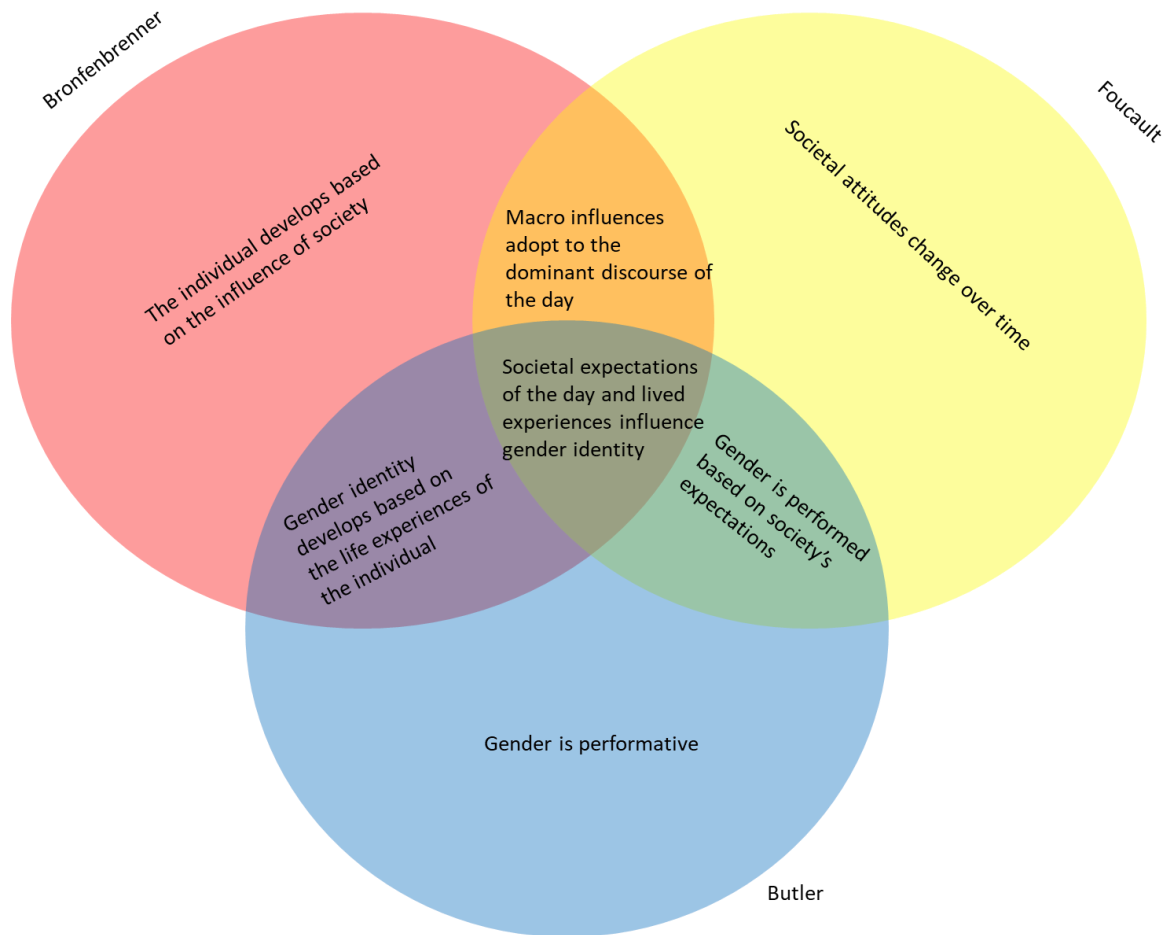 Bronfenbrenner
Foucault
The individual develops based
on the influence of society
Societal attitudes change over time
Macro influences
adopt to the
dominant discourse of
the day
Societal expectations
of the day and lived
experiences influence
gender identity
Gender identity
develops based on
the life experiences of
the individual
Gender is performed
based on society's
expectations
Gender is performative
Butler